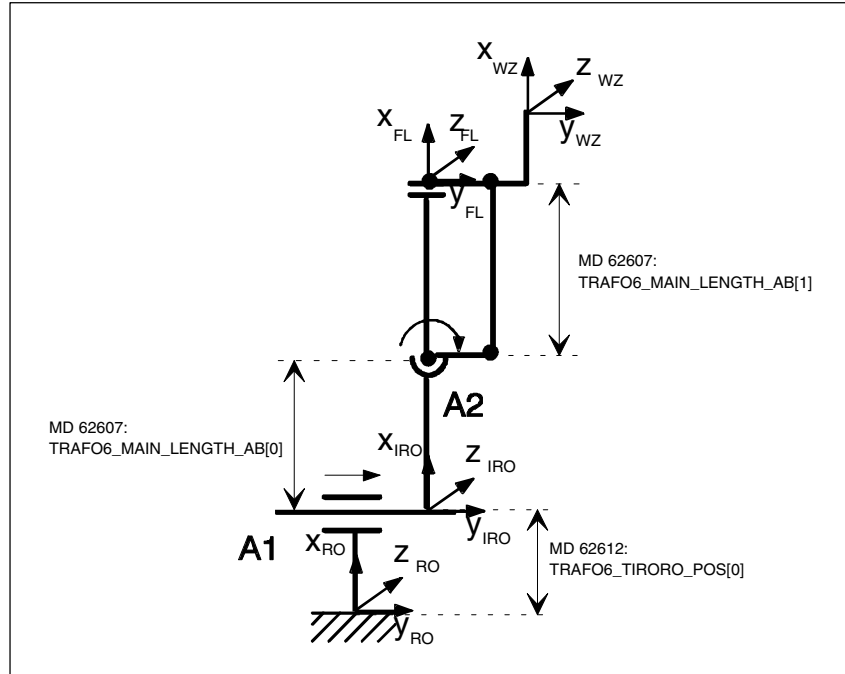 x WZ
z WZ
y WZ
x FL
z FL
y FL
MD 62607:
TRAFO6_MAIN_LENGTH_AB[1]
A2
MD 62607:
TRAFO6_MAIN_LENGTH_AB[0]
x IRO
z IRO
y IRO
A1
x RO
z RO
y RO
MD 62612:
TRAFO6_TIRORO_POS[0]